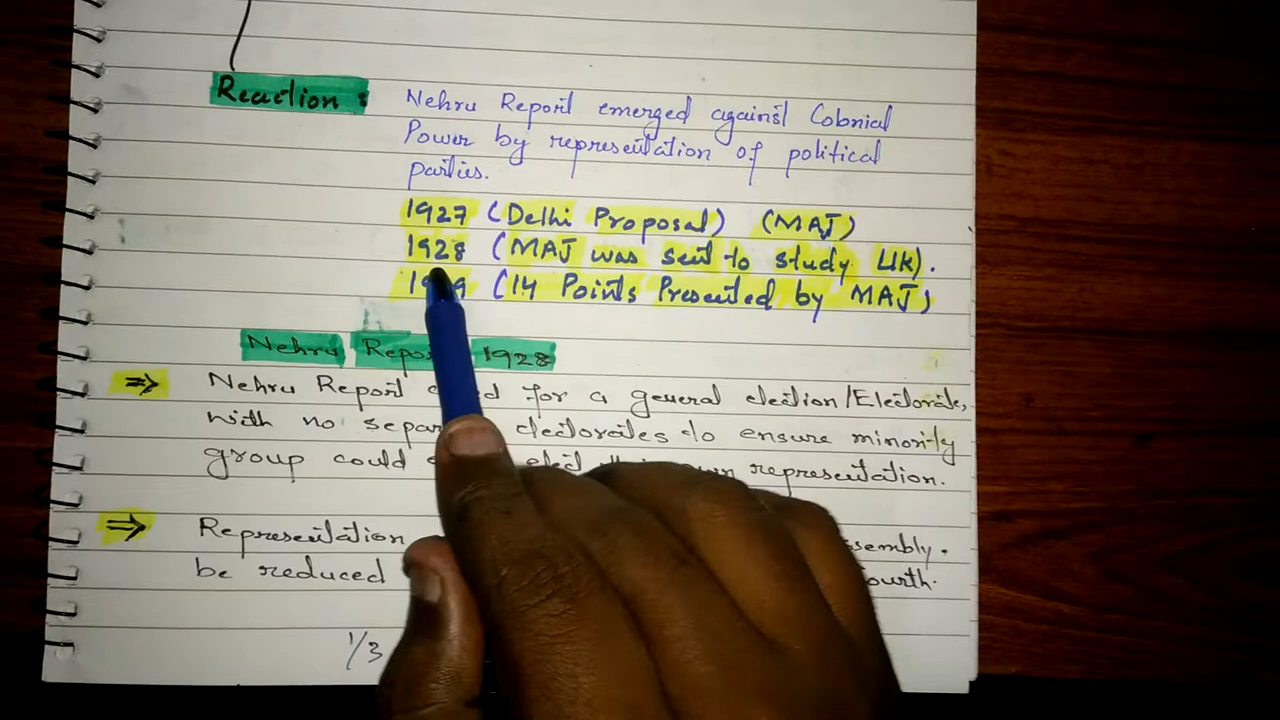 Reaction :
Nehru Report emerged against Colonial
Power by representation of political
parties.
1927 (Delhi Proposal) (MAJ)
1928 (MAJ was sent to study UK).
(14 Points Presented by MAJ)
Nehru 1928
⇒ Nehru Report for a general election/Electorate,
with no electorates to ensure minority
group could own representation.
⇒ Representation
be reduced
1/3